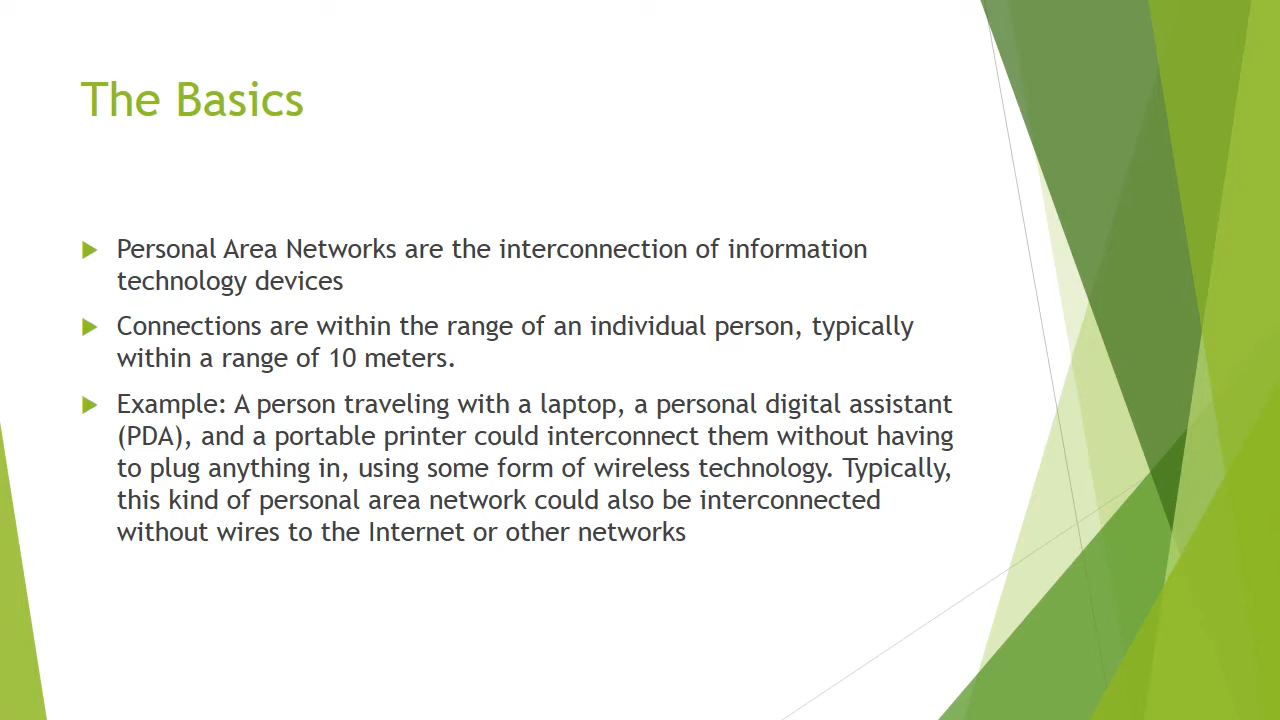 The Basics
Personal Area Networks are the interconnection of information
technology devices
Connections are within the range of an individual person, typically
within a range of 10 meters.
Example: A person traveling with a laptop, a personal digital assistant
(PDA), and a portable printer could interconnect them without having
to plug anything in, using some form of wireless technology. Typically,
this kind of personal area network could also be interconnected
without wires to the Internet or other networks